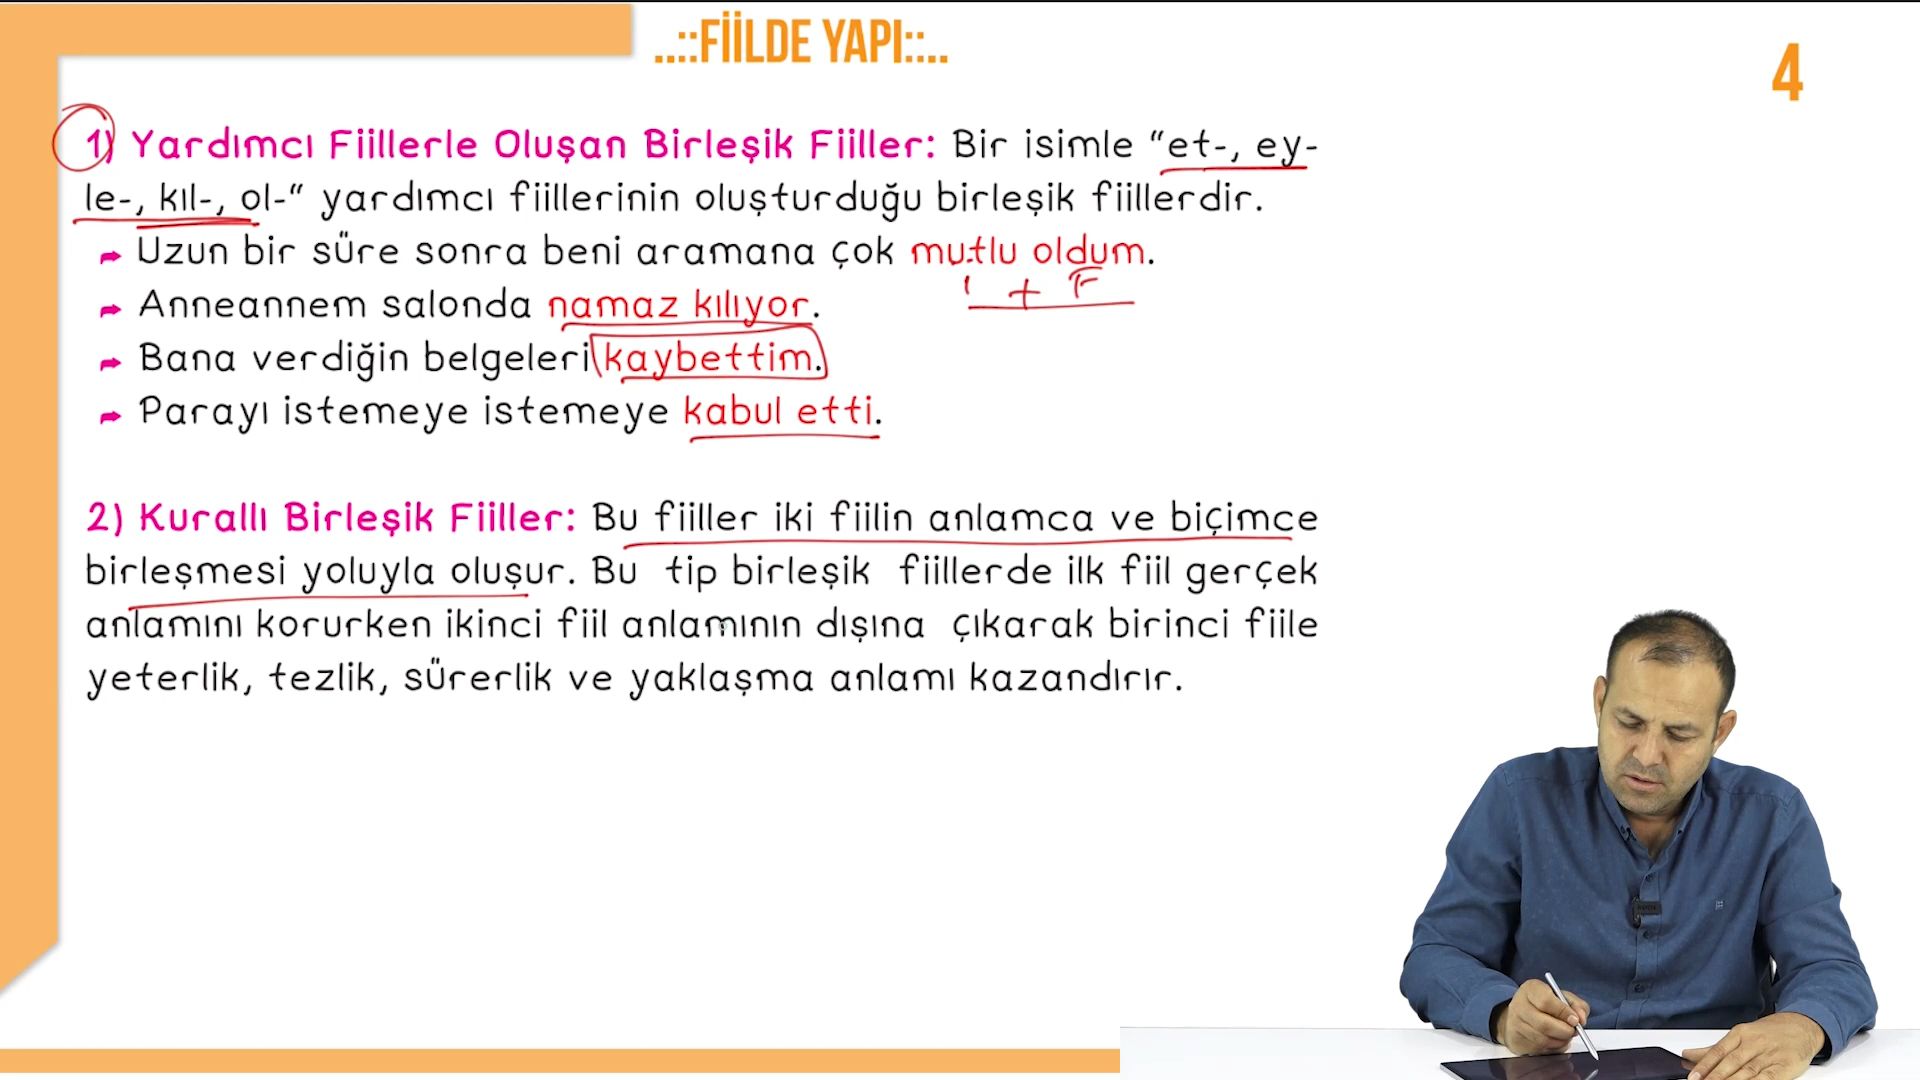 ..::FİİLDE YAPI::..
4
1) Yardımcı Fiillerle Oluşan Birleşik Fiiller: Bir isimle “et-, ey-
le-, kıl-, ol-“ yardımcı fiillerinin oluşturduğu birleşik fiillerdir.
Uzun bir süre sonra beni aramana çok mutlu oldum.
i + F
Anneannem salonda namaz kılıyor.
Bana verdiğin belgeleri kaybettim.
Parayı istemeye istemeye kabul etti.
2) Kurallı Birleşik Fiiller: Bu fiiller iki fiilin anlamca ve biçimce
birleşmesi yoluyla oluşur. Bu tip birleşik fiillerde ilk fiil gerçek
anlamını korurken ikinci fiil anlamının dışına çıkarak birinci fiile
yeterlik, tezlik, sürerlik ve yaklaşma anlamı kazandırır.